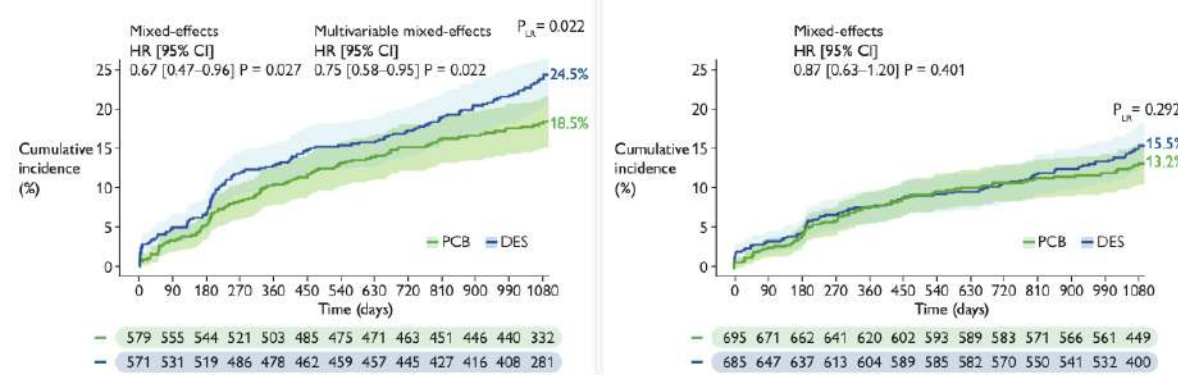 Mixed-effects
HR [95% CI]
0.67 [0.47–0.96] P = 0.027
Multivariable mixed-effects
HR [95% CI]
0.75 [0.58–0.95] P = 0.022
P_LR = 0.022
25
20
15
10
5
0
Cumulative
incidence
(%)
24.5%
18.5%
PCB DES
0 90 180 270 360 450 540 630 720 810 900 990 1080
Time (days)
579 555 544 521 503 485 475 471 463 451 446 440 332
571 531 519 486 478 462 459 457 445 427 416 408 281
Mixed-effects
HR [95% CI]
0.87 [0.63–1.20] P = 0.401
P_LR = 0.292
25
20
15
10
5
0
Cumulative
incidence
(%)
15.5%
13.2%
PCB DES
0 90 180 270 360 450 540 630 720 810 900 990 1080
Time (days)
695 671 662 641 620 602 593 589 583 571 566 561 449
685 647 637 613 604 589 585 582 570 550 541 532 400